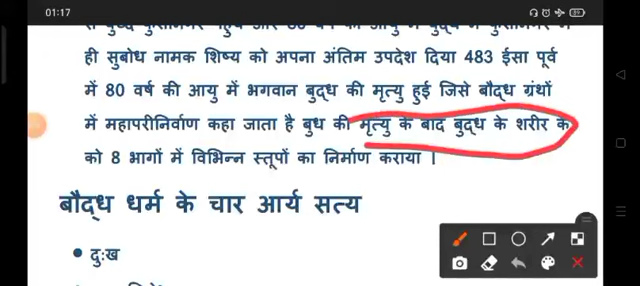 01:17
ही सुबोध नामक शिष्य को अपना अंतिम उपदेश दिया 483 ईसा पूर्व
में 80 वर्ष की आयु में भगवान बुद्ध की मृत्यु हुई जिसे बौद्ध ग्रंथों
में महापरीनिर्वाण कहा जाता है बुध की मृत्यु के बाद बुद्ध के शरीर के
को 8 भागों में विभिन्न स्तूपों का निर्माण कराया ।
बौद्ध धर्म के चार आर्य सत्य
• दुःख